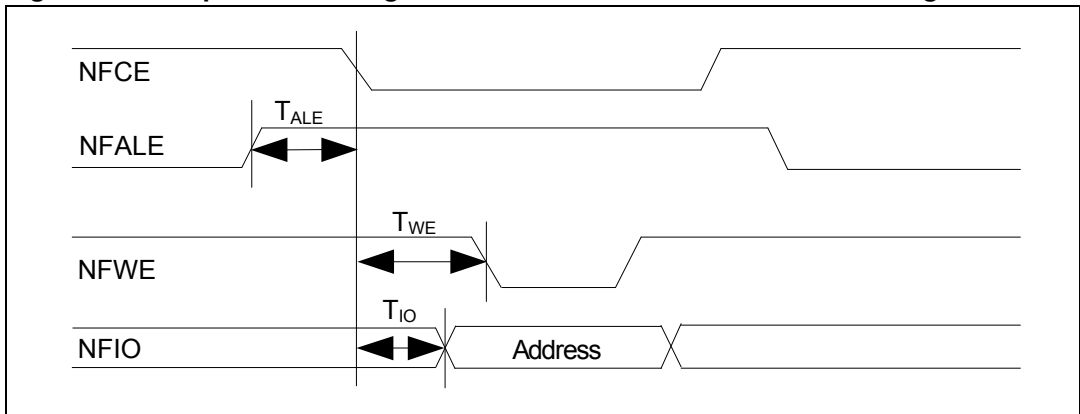 NFCE
T_ALE
NFALE
T_WE
NFWE
T_IO
NFIO
Address